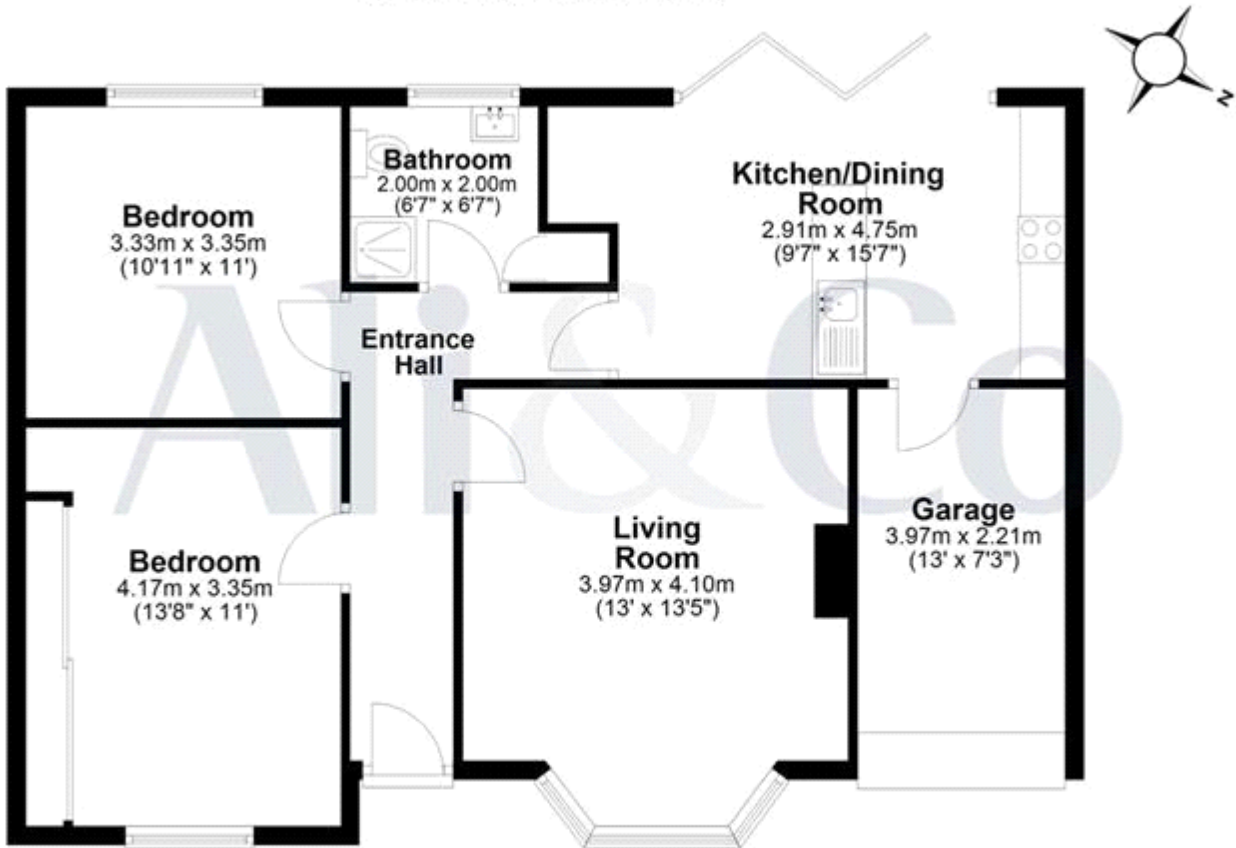 N
Bathroom
2.00m x 2.00m
(6'7" x 6'7")
Kitchen/Dining
Room
2.91m x 4.75m
(9'7" x 15'7")
Bedroom
3.33m x 3.35m
(10'11" x 11')
Entrance
Hall
Ali&Co
Bedroom
4.17m x 3.35m
(13'8" x 11')
Living
Room
3.97m x 4.10m
(13' x 13'5")
Garage
3.97m x 2.21m
(13' x 7'3")